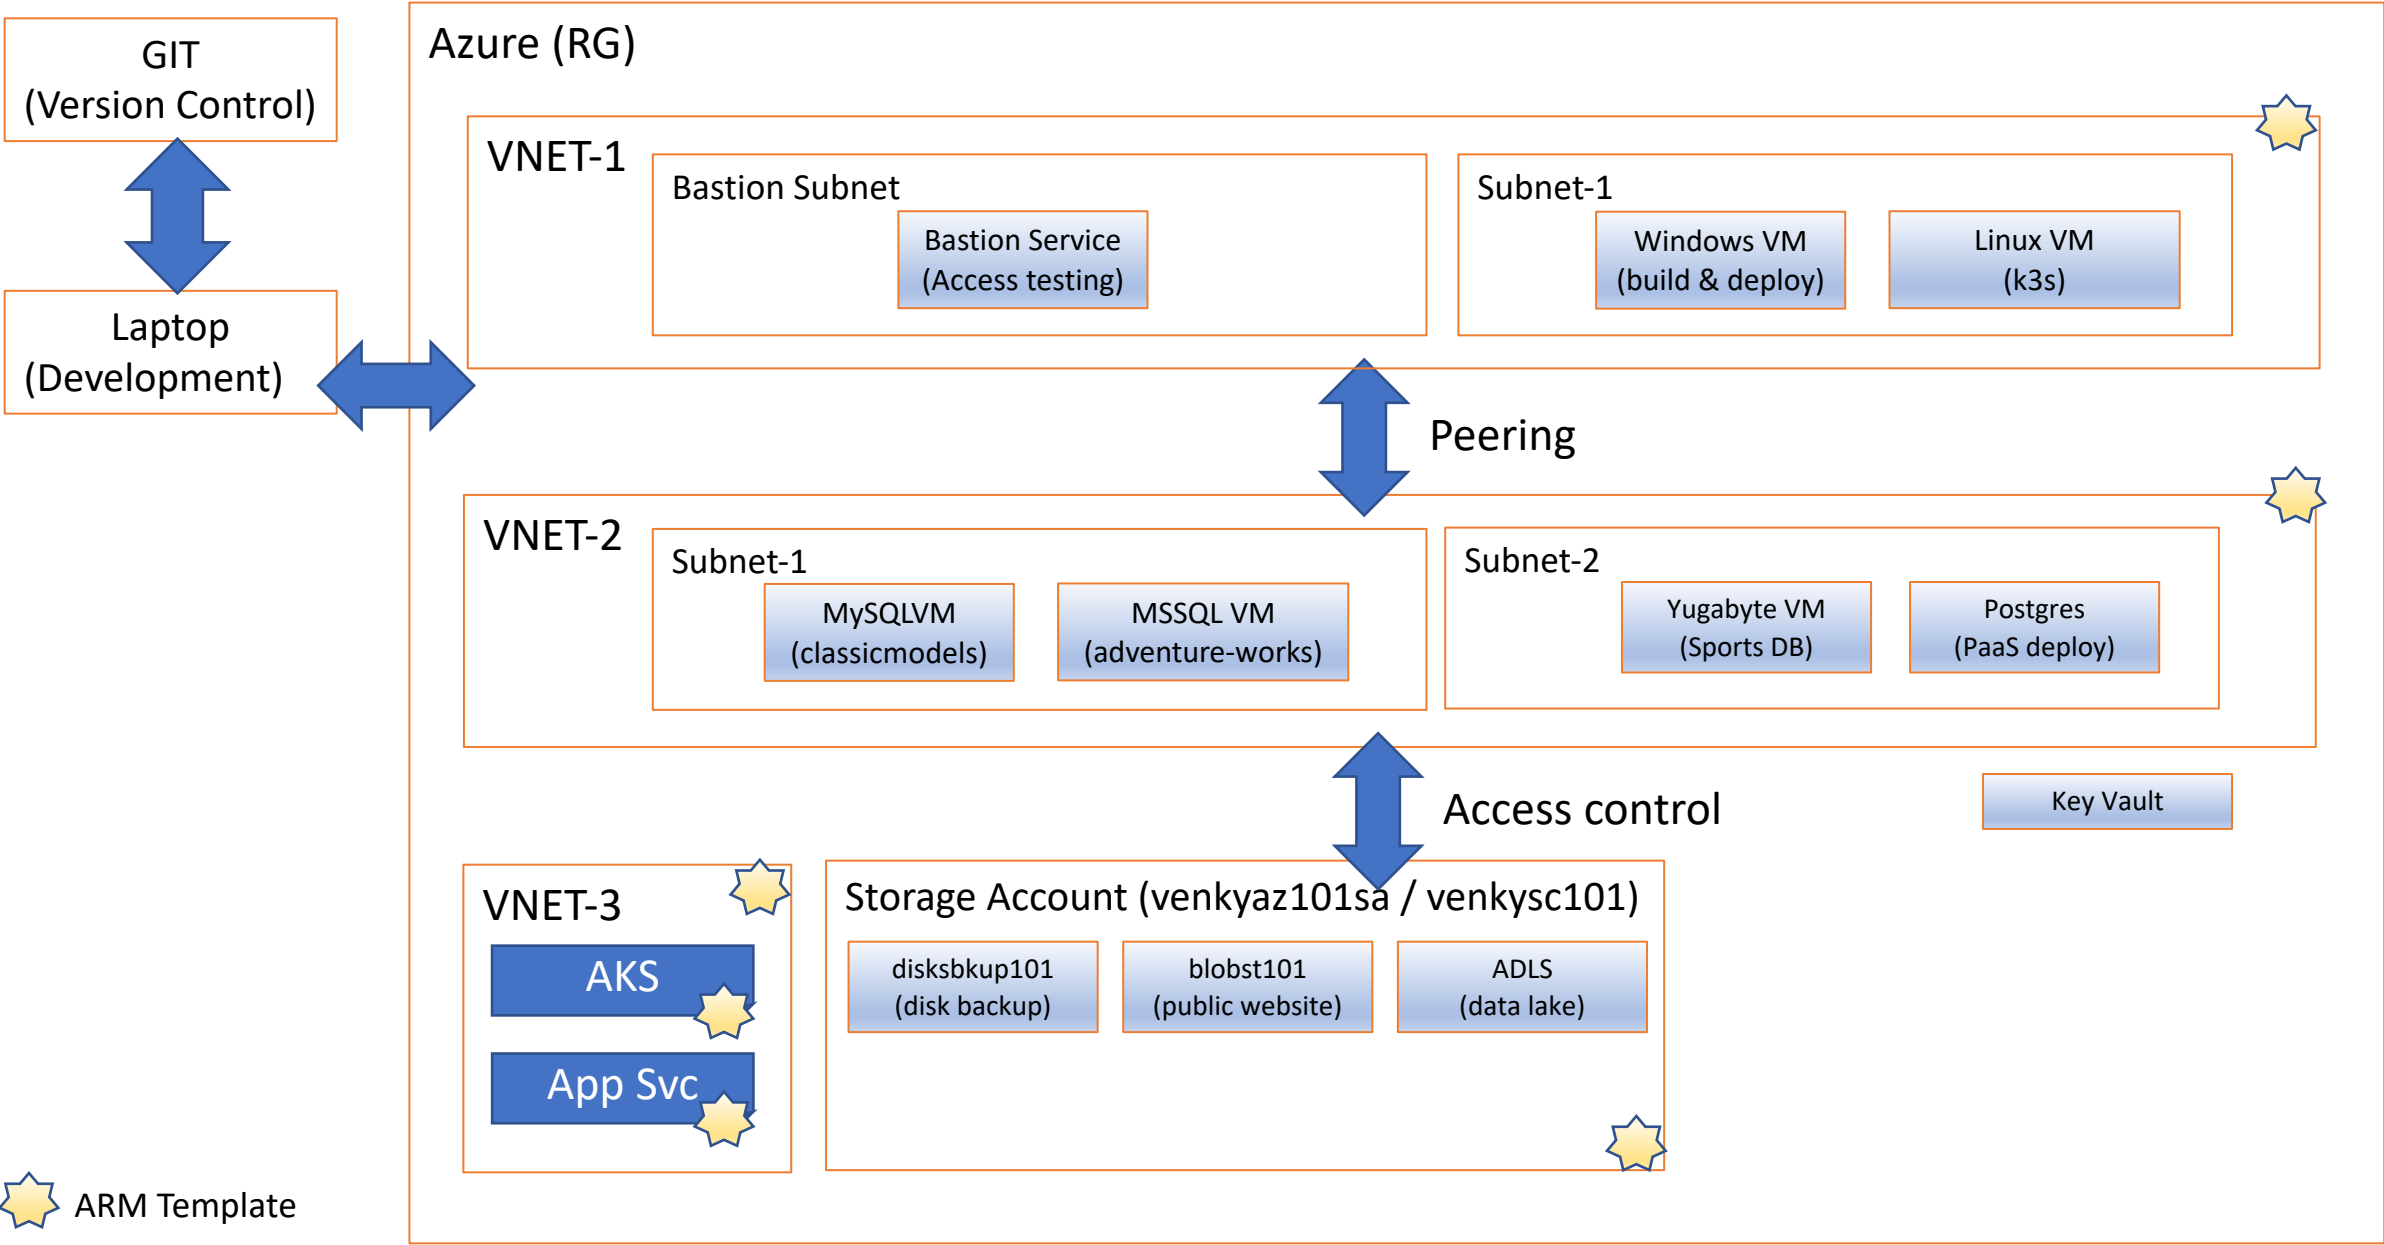 GIT
(Version Control)
Laptop
(Development)
Azure (RG)
VNET-1
Bastion Subnet
Bastion Service
(Access testing)
Subnet-1
Windows VM
(build & deploy)
Linux VM
(k3s)
Peering
VNET-2
Subnet-1
MySQLVM
(classicmodels)
MSSQL VM
(adventure-works)
Subnet-2
Yugabyte VM
(Sports DB)
Postgres
(PaaS deploy)
Access control
Key Vault
VNET-3
AKS
App Svc
Storage Account (venkyaz101sa / venkysc101)
disksbkup101
(disk backup)
blobst101
(public website)
ADLS
(data lake)
ARM Template